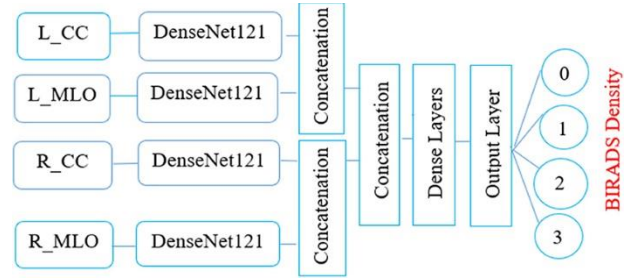 L_CC
DenseNet121
L_MLO
DenseNet121
Concatenation
R_CC
DenseNet121
R_MLO
DenseNet121
Concatenation
Concatenation
Dense Layers
Output Layer
0
1
2
3
BIRADS Density